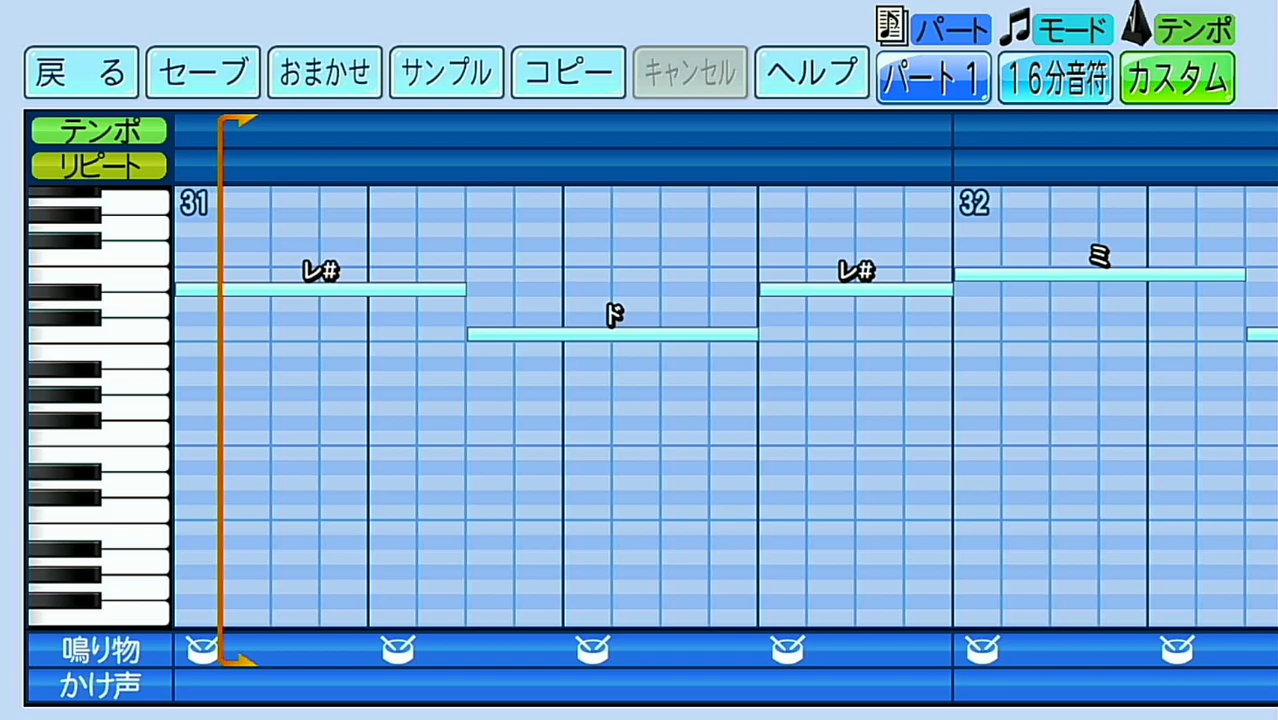 パート モード テンポ
戻る セーブ おまかせ サンプル コピー キャンセル ヘルプ パート1 16分音符 カスタム
テンポ
リピート
31 32
ミ
レ# レ#
ド
鳴り物
かけ声